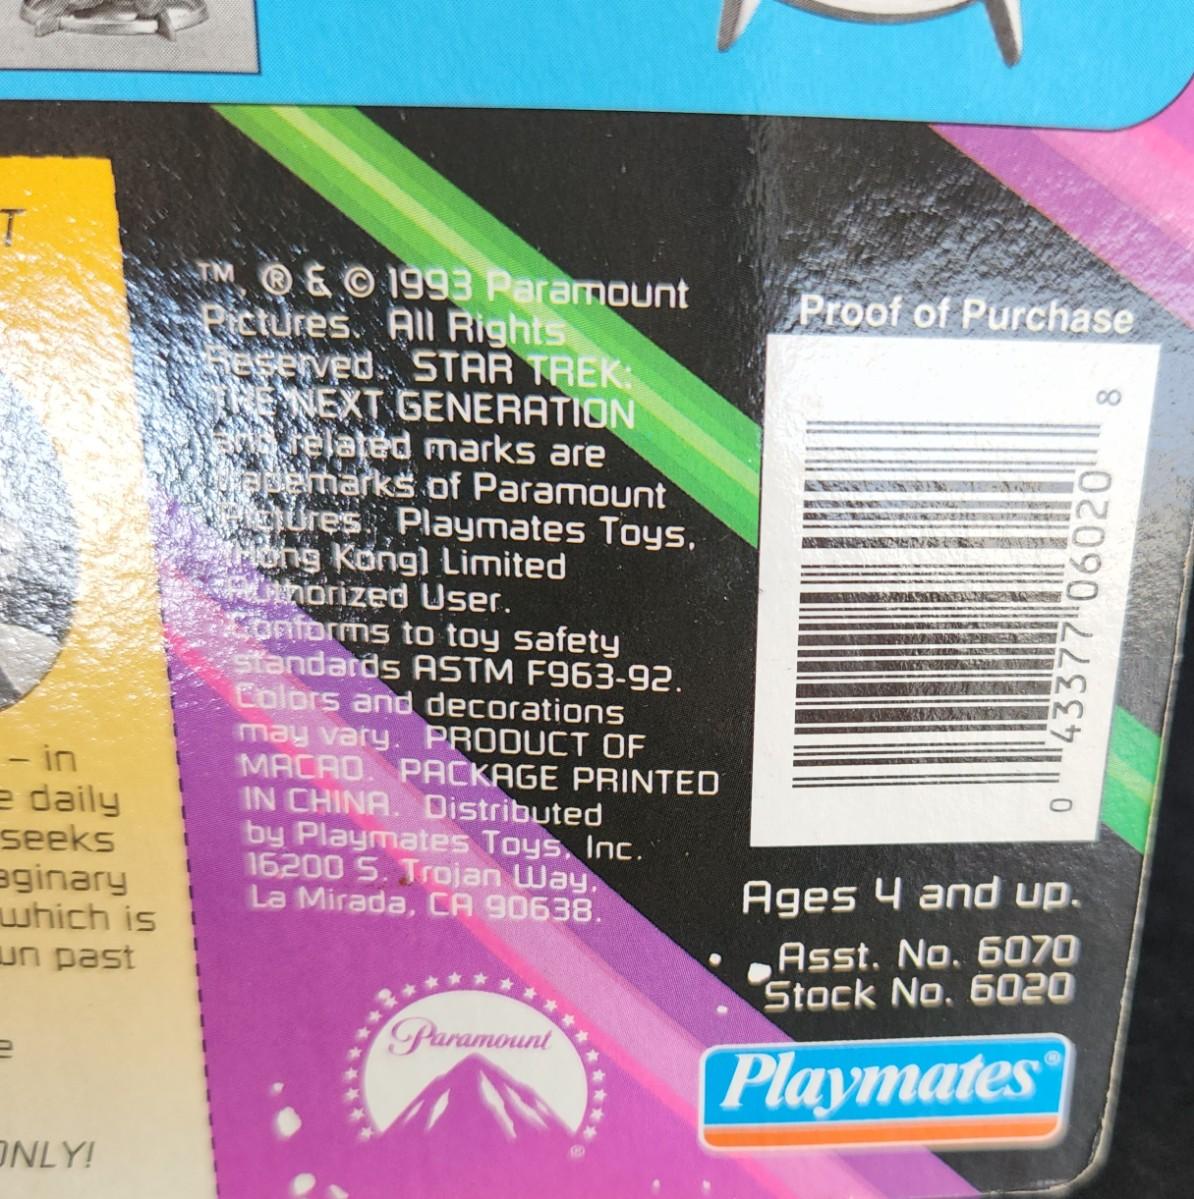 T
– in
e daily
seeks
aginary
which is
un past
e
ONLY!
TM, ® & © 1993 Paramount
Pictures. All Rights
Reserved. STAR TREK:
THE NEXT GENERATION
and related marks are
trademarks of Paramount
Pictures. Playmates Toys,
(Hong Kong) Limited
Authorized User.
Conforms to toy safety
standards ASTM F963-92.
Colors and decorations
may vary. PRODUCT OF
MACAO. PACKAGE PRINTED
IN CHINA. Distributed
by Playmates Toys, Inc.
16200 S. Trojan Way,
La Mirada, CA 90638.
Paramount
®
Proof of Purchase
0 43377 06020 8
Ages 4 and up.
Asst. No. 6070
Stock No. 6020
Playmates®